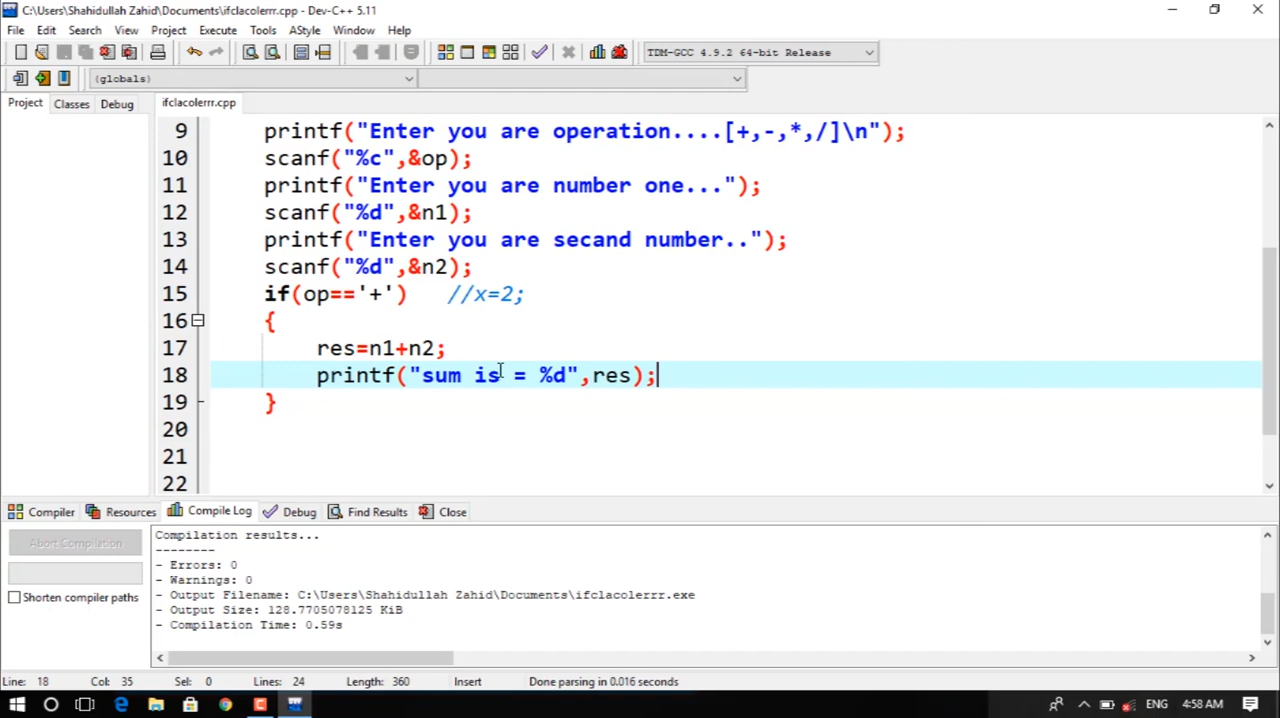 C:\Users\Shahidullah Zahid\Documents\ifclacolerrr.cpp - Dev-C++ 5.11
File Edit Search View Project Execute Tools AStyle Window Help
TDM-GCC 4.9.2 64-bit Release
(globals)
Project Classes Debug ifclacolerrr.cpp
9 printf("Enter you are operation....[+,-,*,/]\n");
10 scanf("%c",&op);
11 printf("Enter you are number one...");
12 scanf("%d",&n1);
13 printf("Enter you are secand number..");
14 scanf("%d",&n2);
15 if(op=='+') //x=2;
16 {
17 res=n1+n2;
18 printf("sum is = %d",res);
19 }
20
21
22
Compiler Resources Compile Log Debug Find Results Close
Abort Compilation
Shorten compiler paths
Compilation results...
--------
- Errors: 0
- Warnings: 0
- Output Filename: C:\Users\Shahidullah Zahid\Documents\ifclacolerrr.exe
- Output Size: 128.7705078125 KiB
- Compilation Time: 0.59s
Line: 18 Col: 35 Sel: 0 Lines: 24 Length: 360 Insert Done parsing in 0.016 seconds
ENG 4:58 AM